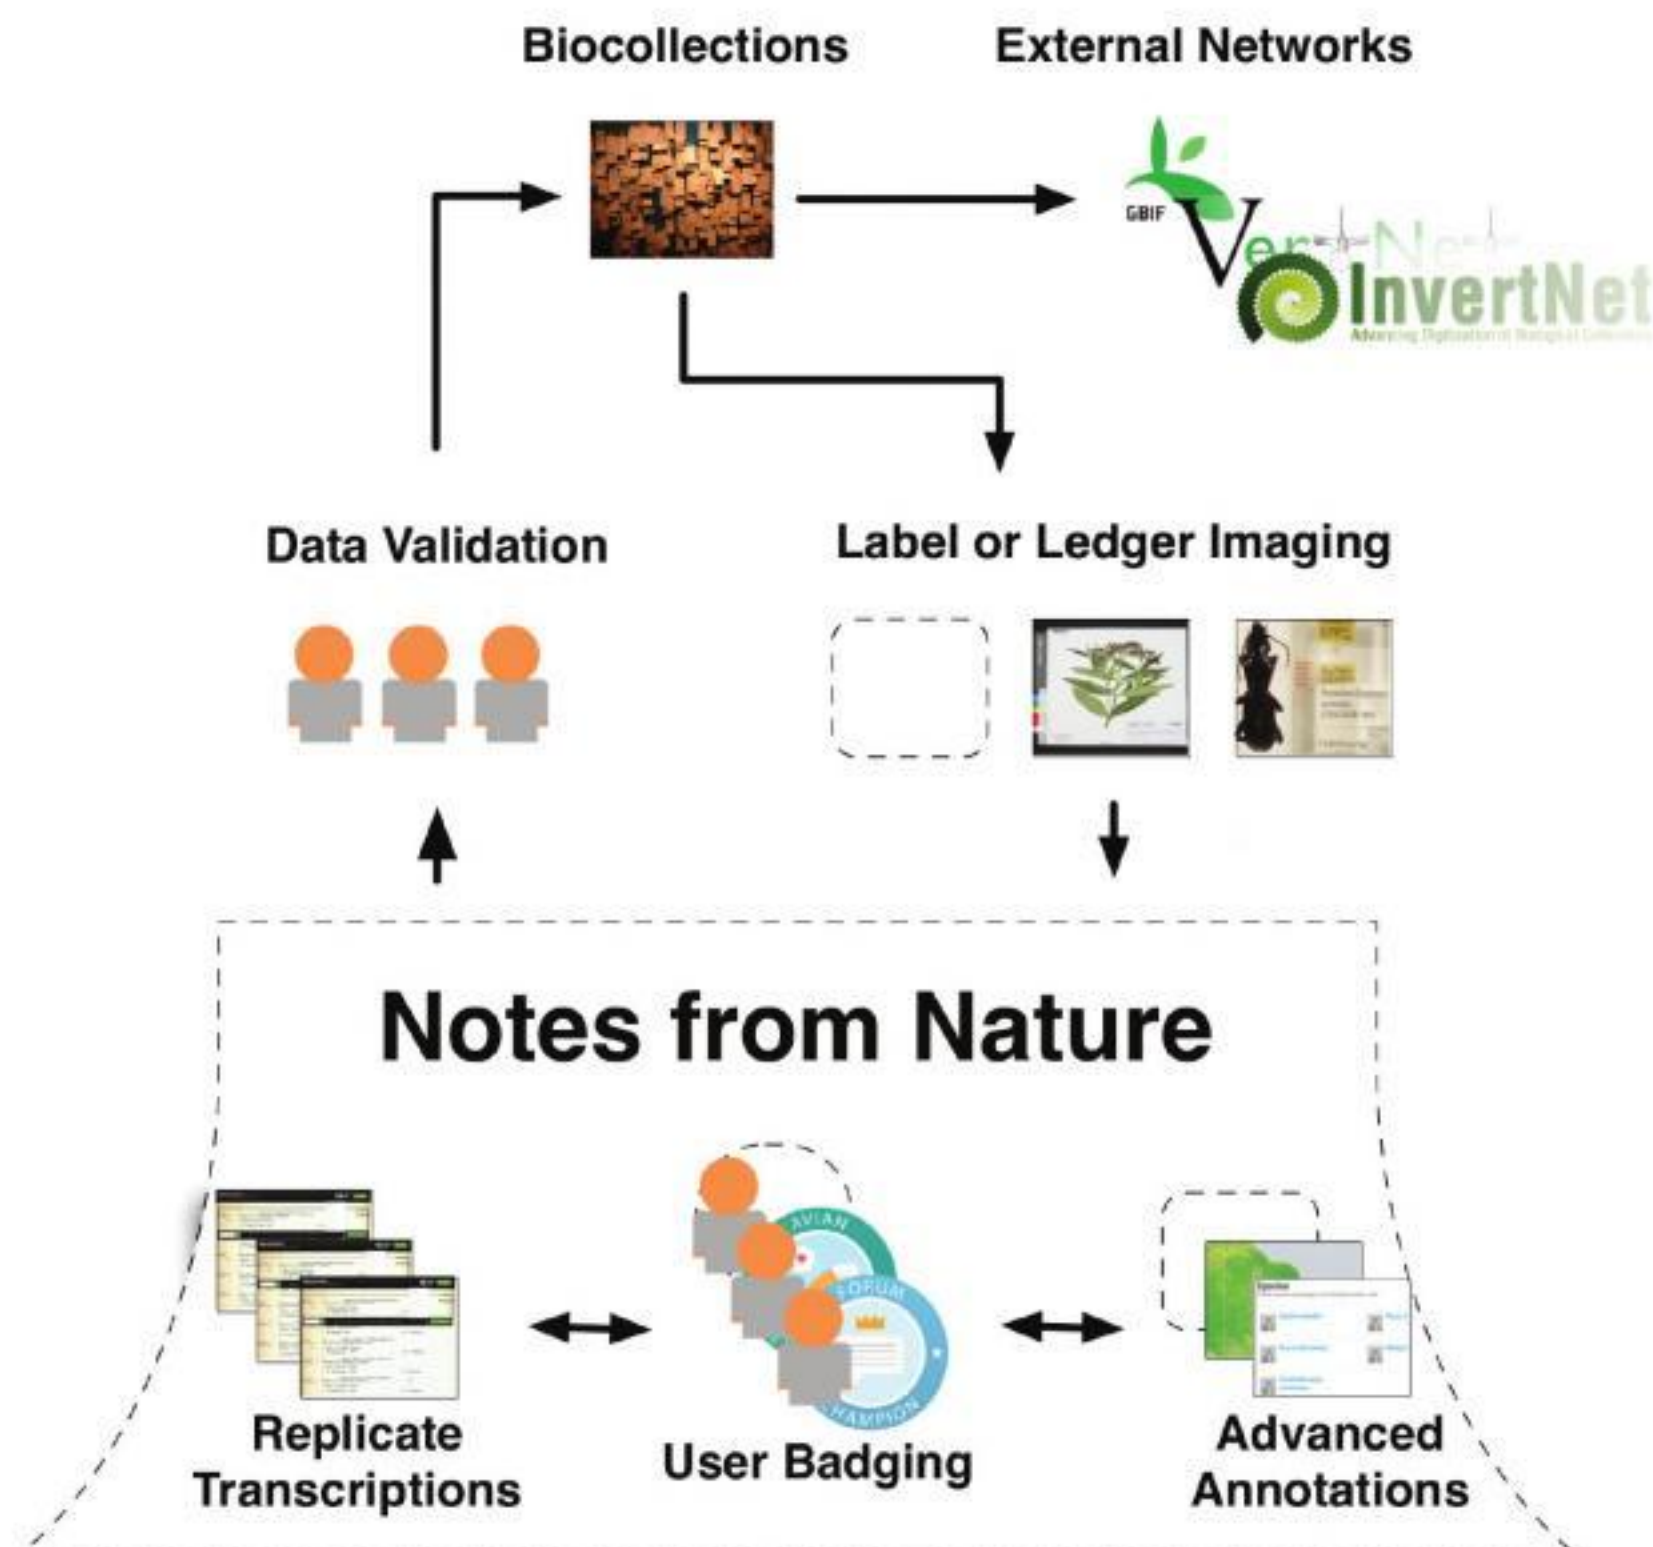 Biocollections
External Networks
GBIF
VertNet
InvertNet
Data Validation
Label or Ledger Imaging
Notes from Nature
AVIAN
FORUM
CHAMPION
Replicate
Transcriptions
User Badging
Advanced
Annotations